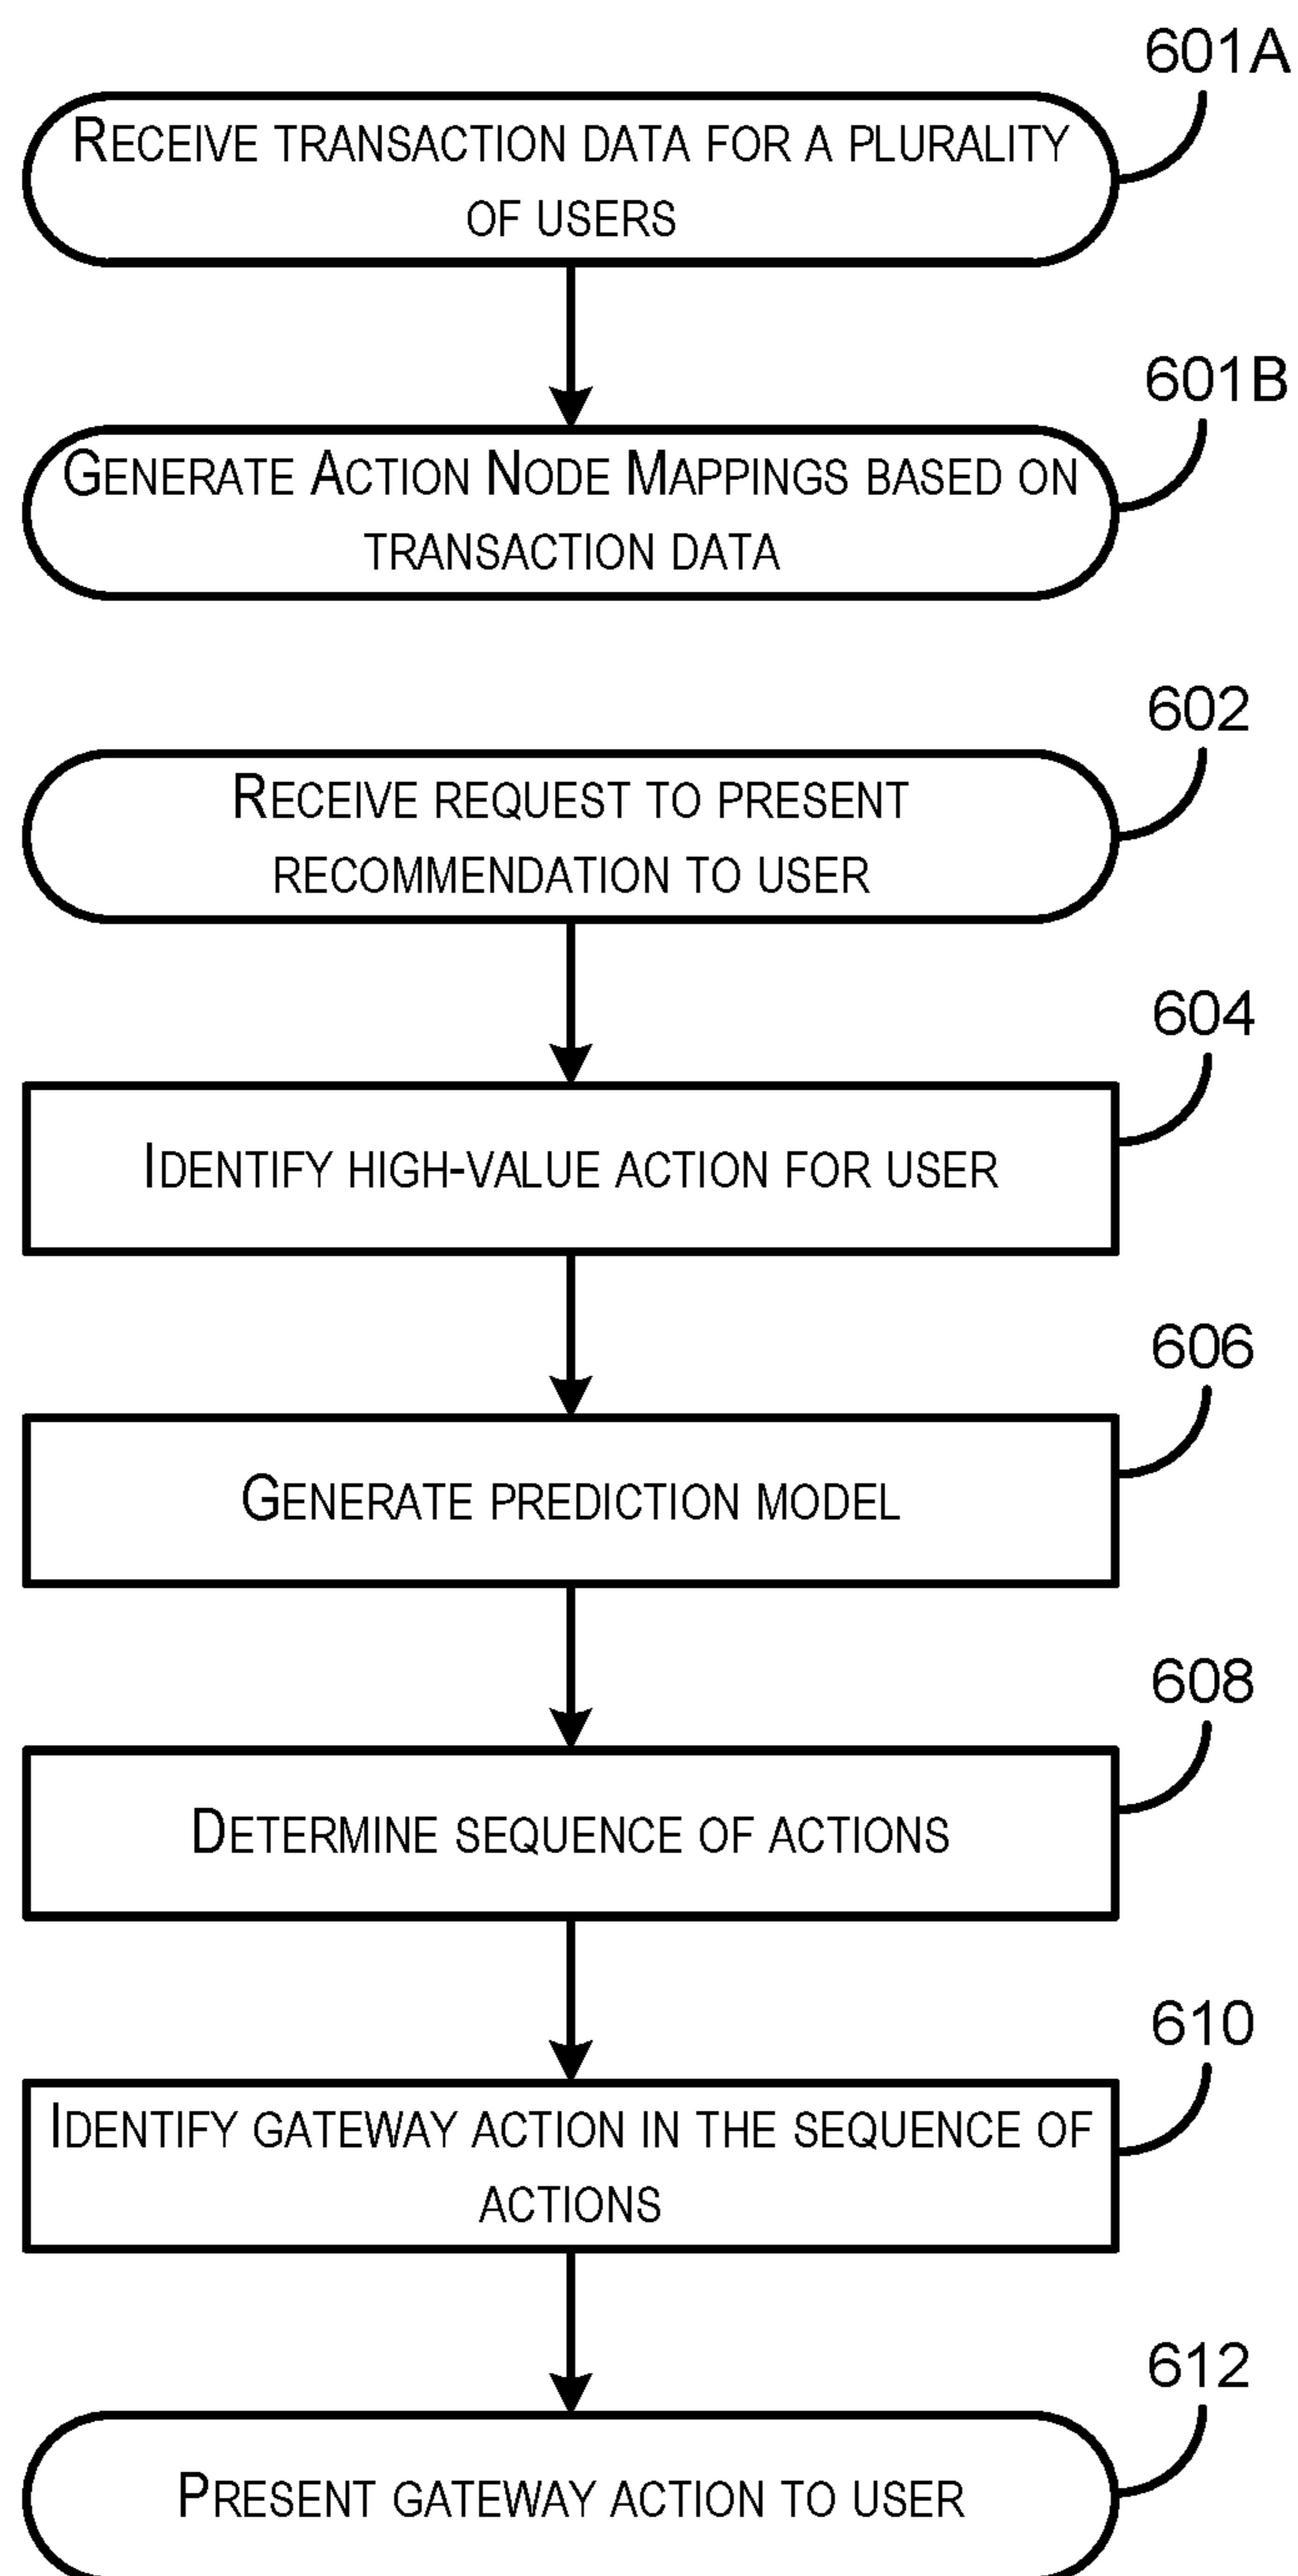 601A
RECEIVE TRANSACTION DATA FOR A PLURALITY
OF USERS
601B
GENERATE ACTION NODE MAPPINGS BASED ON
TRANSACTION DATA
602
RECEIVE REQUEST TO PRESENT
RECOMMENDATION TO USER
604
IDENTIFY HIGH-VALUE ACTION FOR USER
606
GENERATE PREDICTION MODEL
608
DETERMINE SEQUENCE OF ACTIONS
610
IDENTIFY GATEWAY ACTION IN THE SEQUENCE OF
ACTIONS
612
PRESENT GATEWAY ACTION TO USER